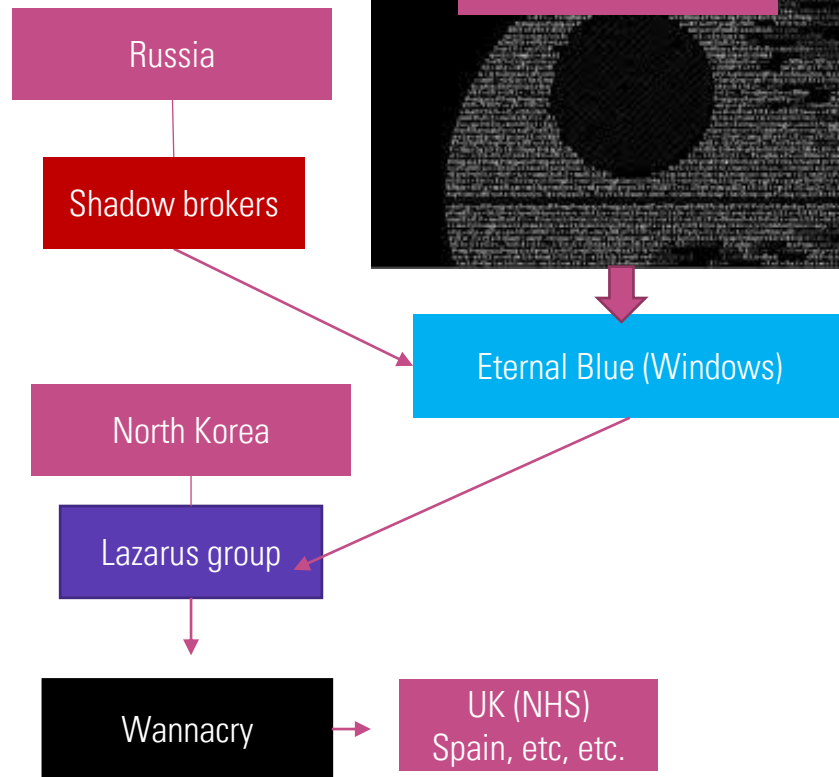 Russia
Shadow brokers
Eternal Blue (Windows)
North Korea
Lazarus group
Wannacry
UK (NHS)
Spain, etc, etc.